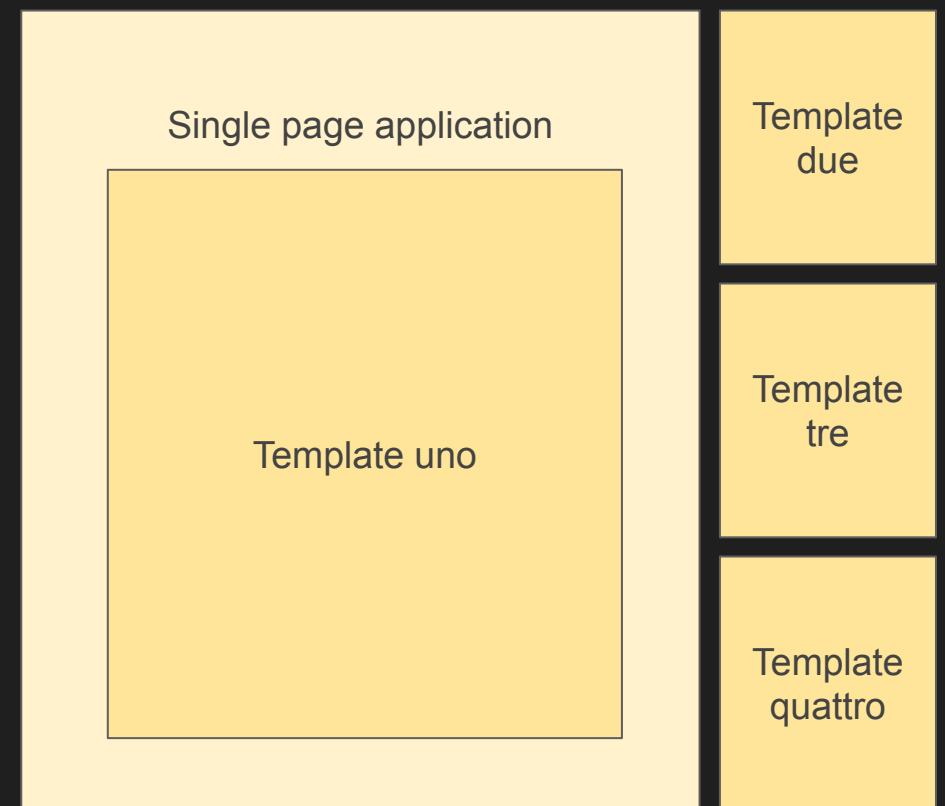 Single page application
Template uno
Template
due
Template
tre
Template
quattro